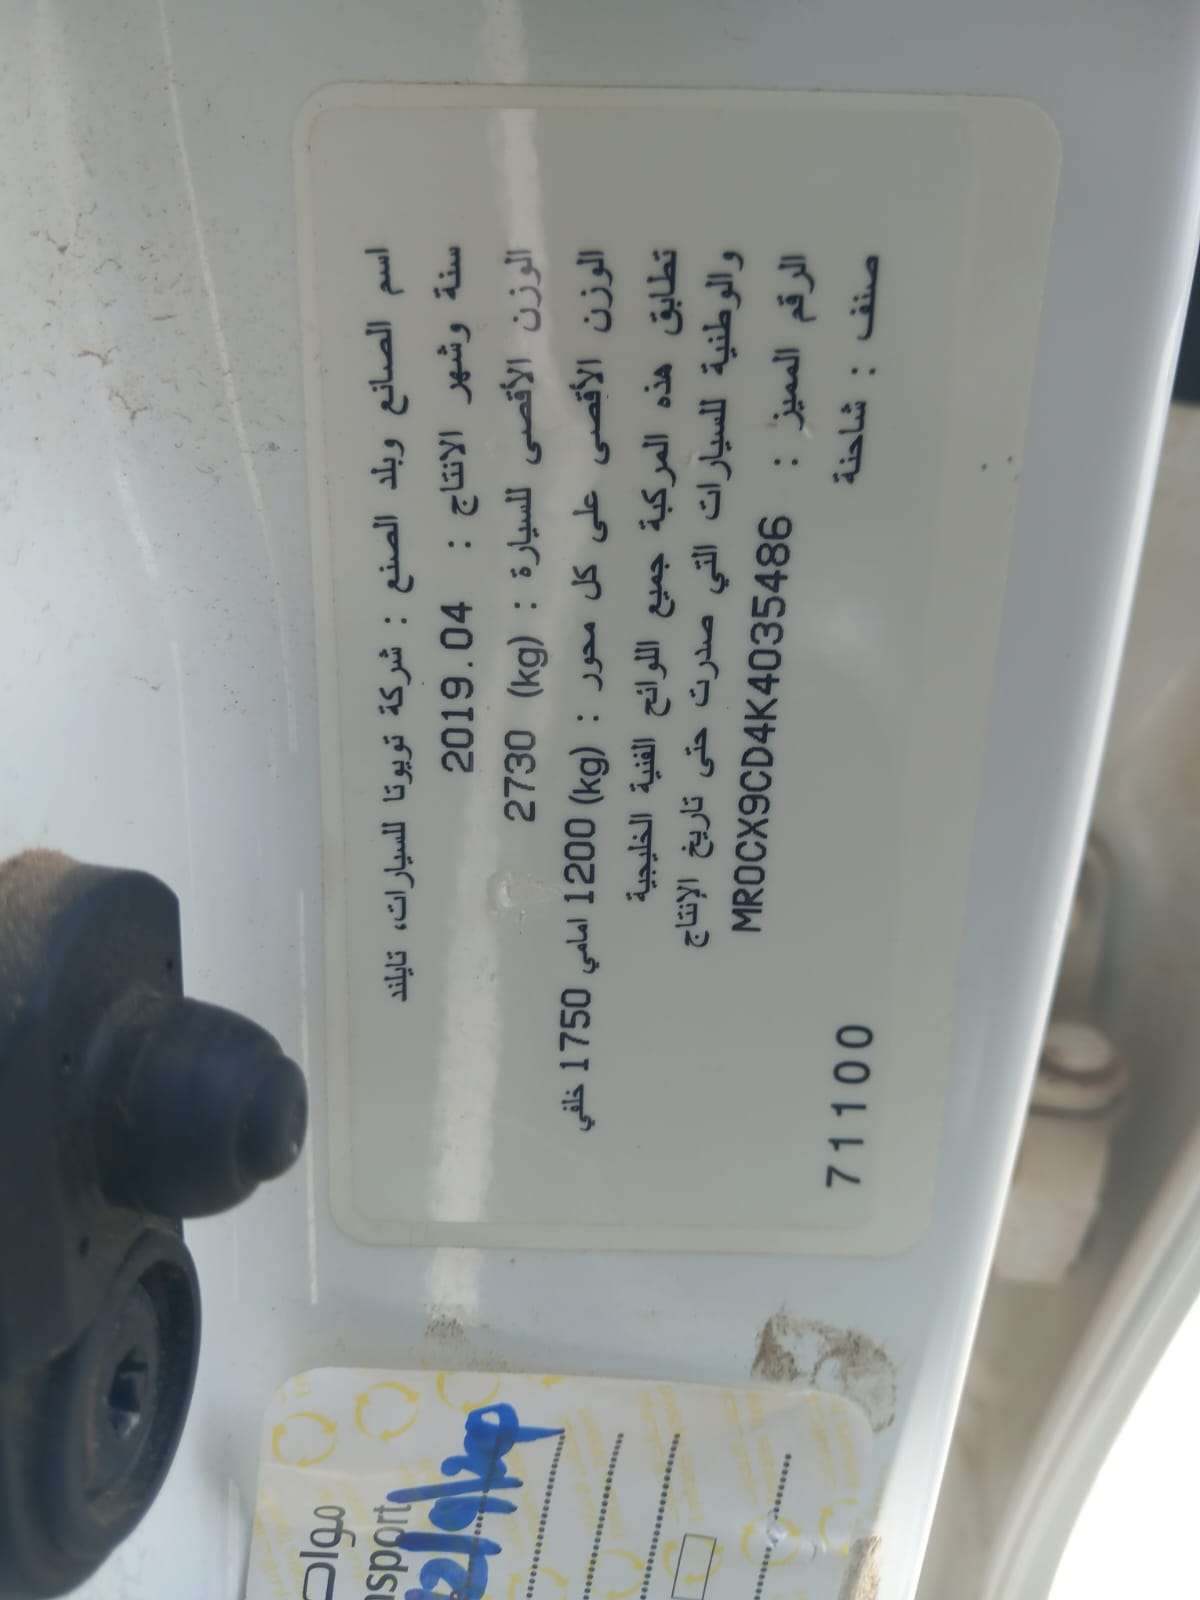 اسم الصانع وبلد الصنع : شركة تويوتا للسيارات، تايلند
سنة وشهر الانتاج : 2019.04
الوزن الأقصى للسيارة : (kg) 2730
الوزن الأقصى على كل محور : (kg) 1200 امامي 1750 خلفي
تطابق هذه المركبة جميع اللوائح الفنية الخليجية
والوطنية للسيارات التي صدرت حتى تاريخ الإنتاج
الرقم المميز : MR0CX9CD4K4035486
صنف : شاحنة 71100